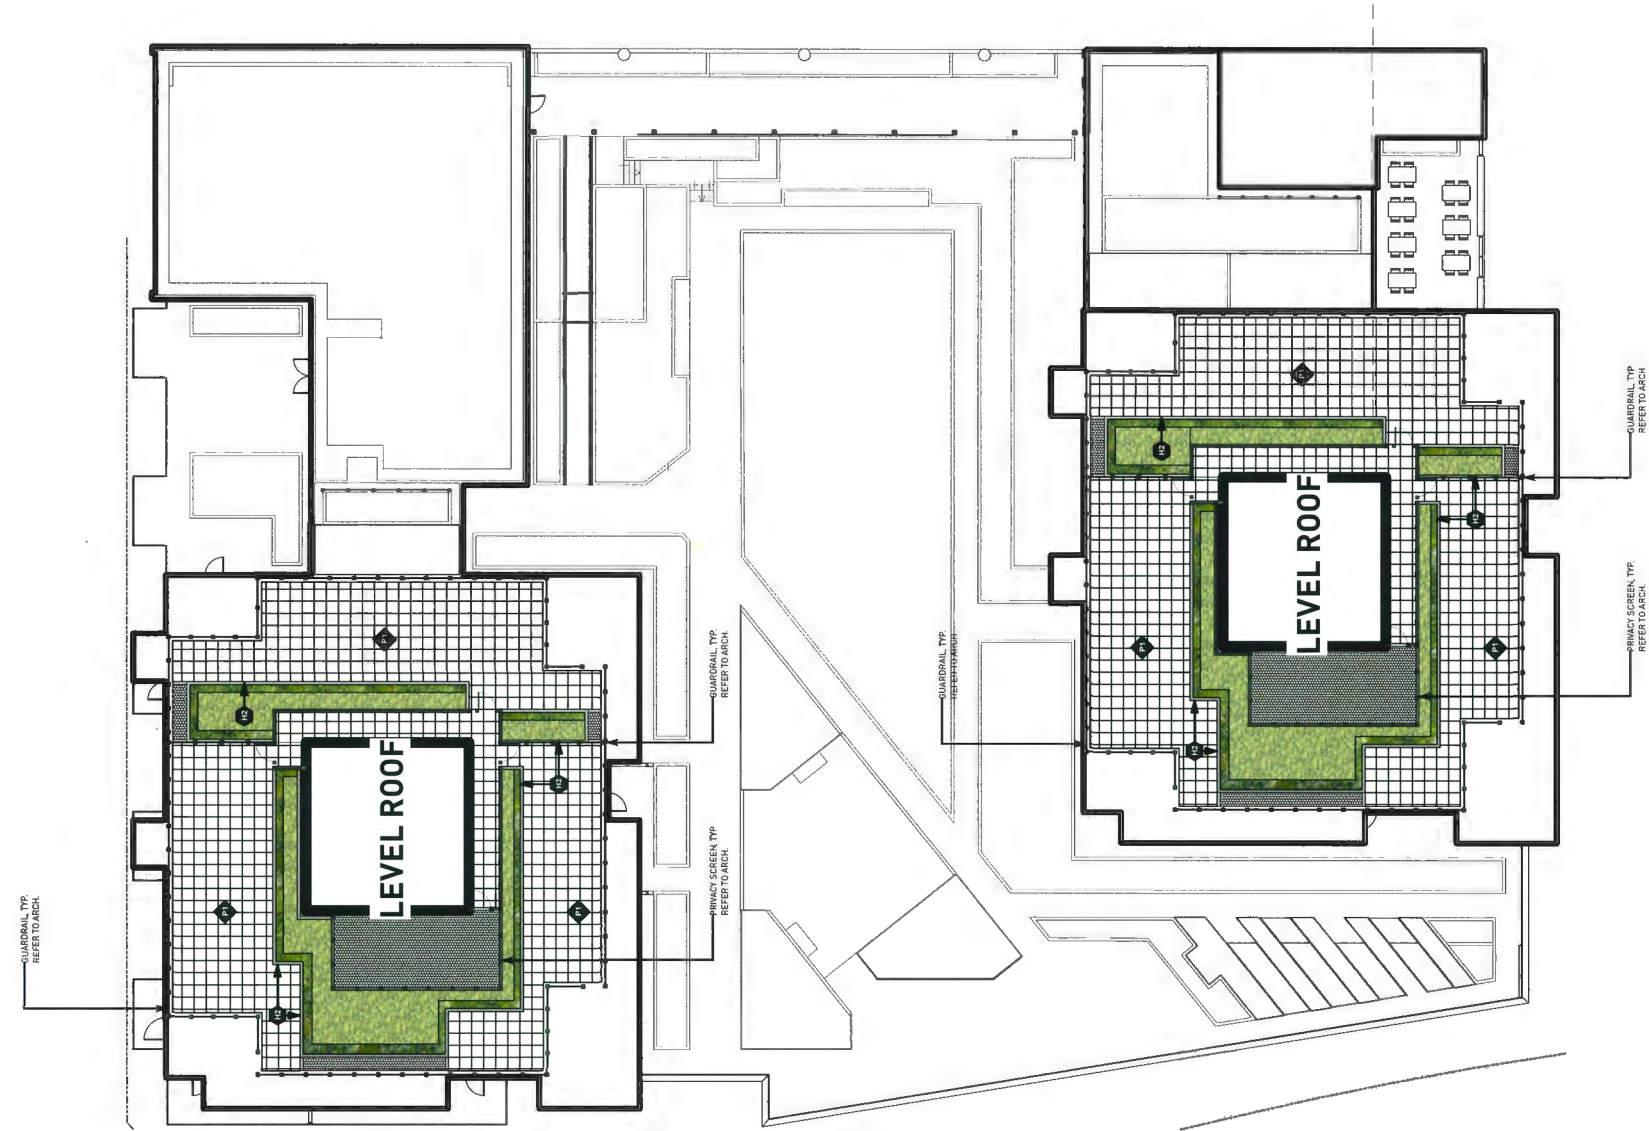 GUARDRAIL, TYP.
REFER TO ARCH.
P1
H2
P1
H2
LEVEL ROOF
P1
H2
GUARDRAIL, TYP.
REFER TO ARCH.
PRIVACY SCREEN, TYP
REFER TO ARCH.
GUARDRAIL, TYP.
REFER TO ARCH
P1
H2
H2
P1
LEVEL ROOF
H2
P1
GUARDRAIL, TYP
REFER TO ARCH
PRIVACY SCREEN, TYP.
REFER TO ARCH.